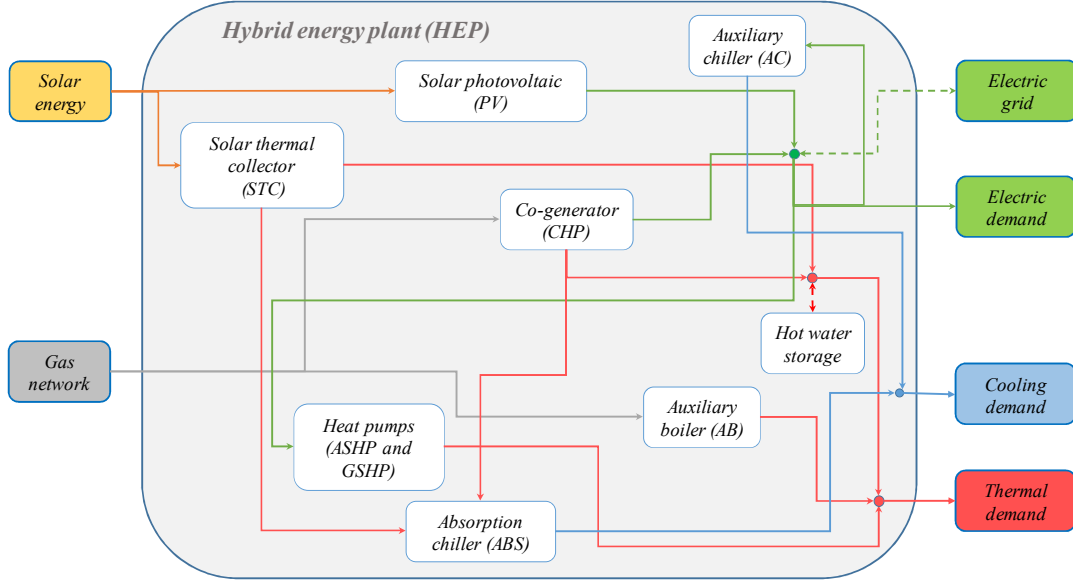 Hybrid energy plant (HEP)
Auxiliary
chiller (AC)
Solar
energy
Solar photovoltaic
(PV)
Electric
grid
Solar thermal
collector
(STC)
Co-generator
(CHP)
Electric
demand
Hot water
storage
Gas
network
Cooling
demand
Auxiliary
boiler (AB)
Heat pumps
(ASHP and
GSHP)
Absorption
chiller (ABS)
Thermal
demand